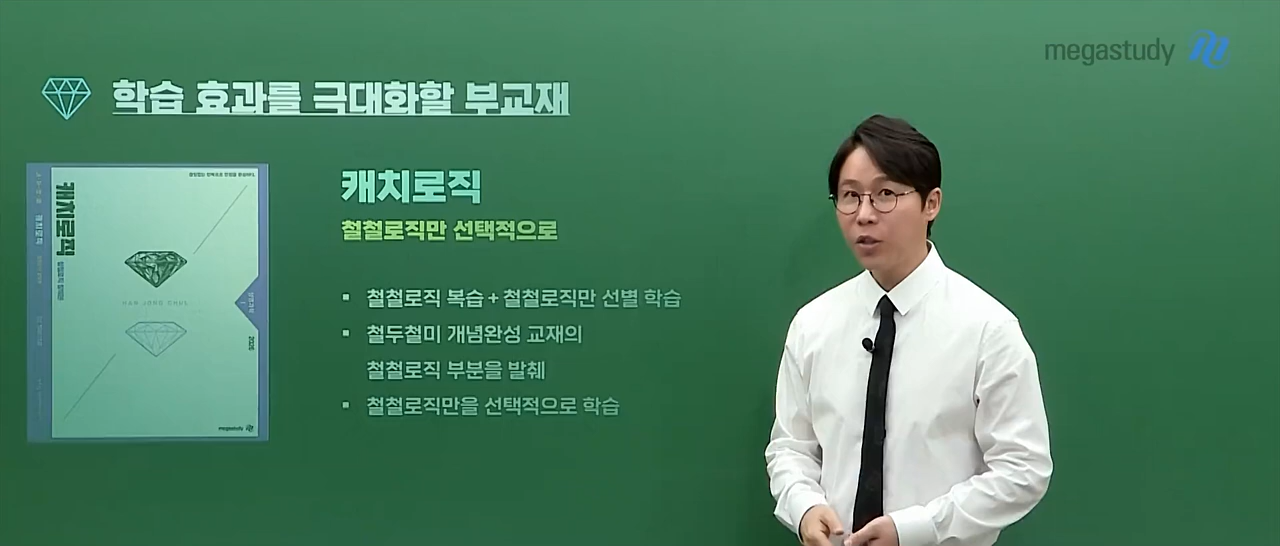 megastudy
학습 효과를 극대화할 부교재
캐치로직
철철로직만 선택적으로
철철로직 복습 + 철철로직만 선별 학습
철두철미 개념완성 교재의
철철로직 부분을 발췌
철철로직만을 선택적으로 학습
캐치로직
HAN JONG CHUL
2026
megastudy